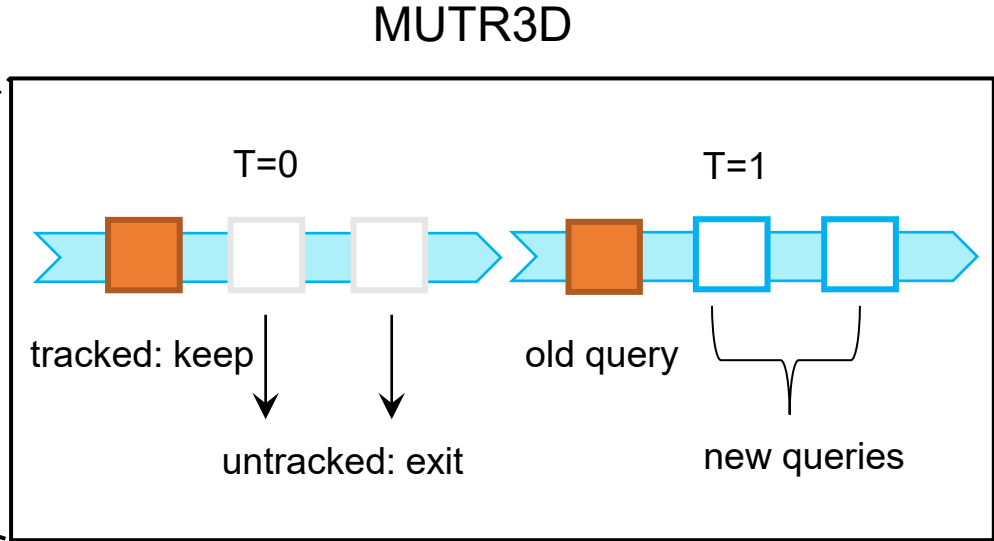 MUTR3D
T=0
T=1
tracked: keep
old query
untracked: exit
new queries